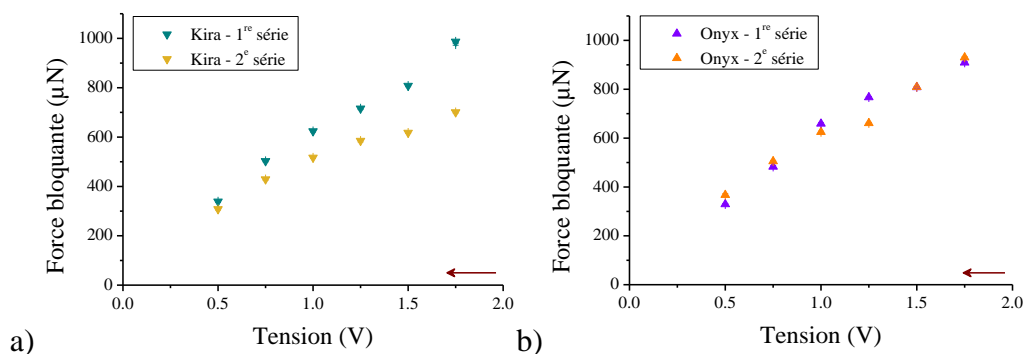 Kira - 1re série
Kira - 2e série
Force bloquante (µN)
1000
800
600
400
200
0
0.0 0.5 1.0 1.5 2.0
Tension (V)
a)
Onyx - 1re série
Onyx - 2e série
Force bloquante (µN)
1000
800
600
400
200
0
0.0 0.5 1.0 1.5 2.0
Tension (V)
b)